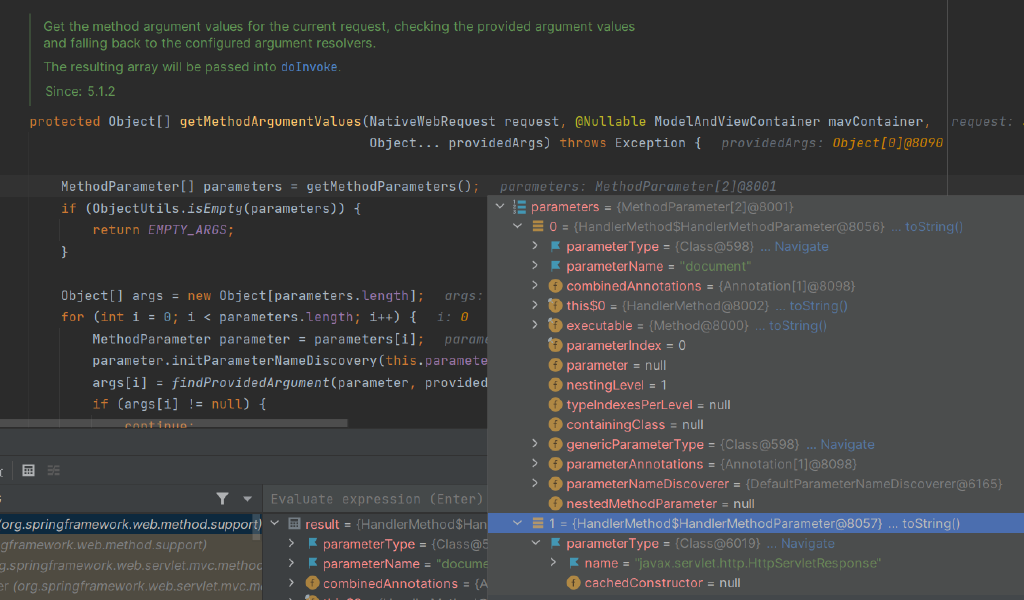 Get the method argument values for the current request, checking the provided argument values
and falling back to the configured argument resolvers.
The resulting array will be passed into doInvoke.
Since: 5.1.2
protected Object[] getMethodArgumentValues(NativeWebRequest request, @Nullable ModelAndViewContainer mavContainer, request:
Object... providedArgs) throws Exception { providedArgs: Object[0]@8090
MethodParameter[] parameters = getMethodParameters(); parameters: MethodParameter[2]@8001
if (ObjectUtils.isEmpty(parameters)) {
return EMPTY_ARGS;
}
Object[] args = new Object[parameters.length]; args:
for (int i = 0; i < parameters.length; i++) { i: 0
MethodParameter parameter = parameters[i]; parame
parameter.initParameterNameDiscovery(this.paramete
args[i] = findProvidedArgument(parameter, provided
if (args[i] != null) {
continue;
parameters = {MethodParameter[2]@8001}
0 = {HandlerMethod$HandlerMethodParameter@8056} ... toString()
parameterType = {Class@598} ... Navigate
parameterName = "document"
combinedAnnotations = {Annotation[1]@8098}
this$0 = {HandlerMethod@8002} ... toString()
executable = {Method@8000} ... toString()
parameterIndex = 0
parameter = null
nestingLevel = 1
typeIndexesPerLevel = null
containingClass = null
genericParameterType = {Class@598} ... Navigate
parameterAnnotations = {Annotation[1]@8098}
parameterNameDiscoverer = {DefaultParameterNameDiscoverer@6165}
nestedMethodParameter = null
1 = {HandlerMethod$HandlerMethodParameter@8057} ... toString()
parameterType = {Class@6019} ... Navigate
name = "javax.servlet.http.HttpServletResponse"
cachedConstructor = null
Evaluate expression (Enter)
/org.springframework.web.method.support)
gframework.web.method.support)
g.springframework.web.servlet.mvc.method
er (org.springframework.web.servlet.mvc.m
result = {HandlerMethod$Han
parameterType = {Class@5
parameterName = "docume
combinedAnnotations = {A